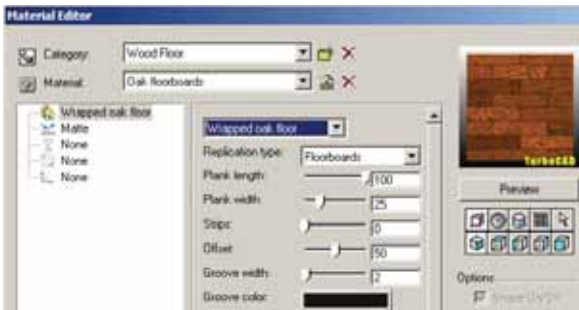 Material Editor
Category: Wood Floor
Material: Oak floorboards
Wrapped oak floor
Matte
None
None
None
Wrapped oak floor
Replication type: Floorboards
Plank length: 100
Plank width: 25
Strips: 0
Offset: 50
Groove width: 2
Groove color:
TurboCAD
Preview
Options